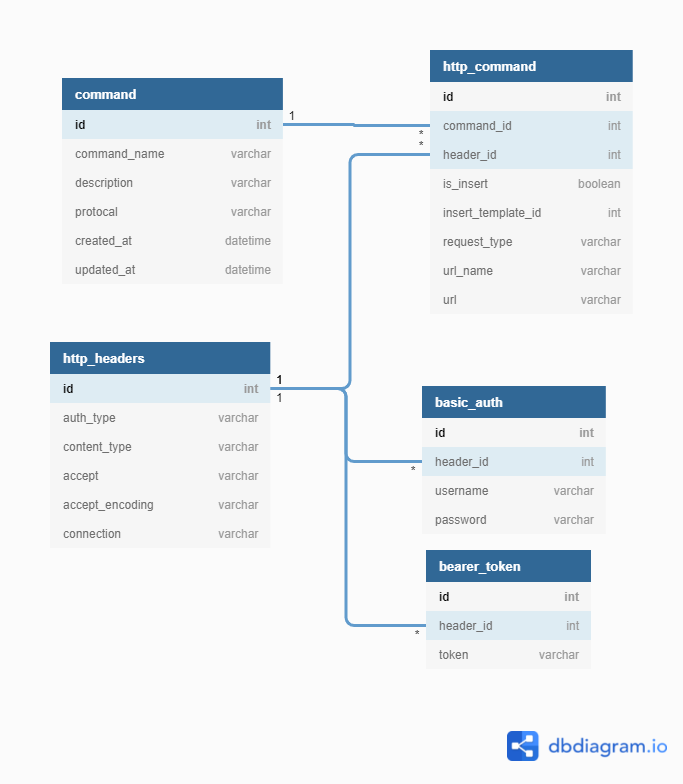 command
id int
command_name varchar
description varchar
protocal varchar
created_at datetime
updated_at datetime
1
*
*
http_command
id int
command_id int
header_id int
is_insert boolean
insert_template_id int
request_type varchar
url_name varchar
url varchar
http_headers
id int
auth_type varchar
content_type varchar
accept varchar
accept_encoding varchar
connection varchar
1
1
*
*
basic_auth
id int
header_id int
username varchar
password varchar
bearer_token
id int
header_id int
token varchar
dbdiagram.io